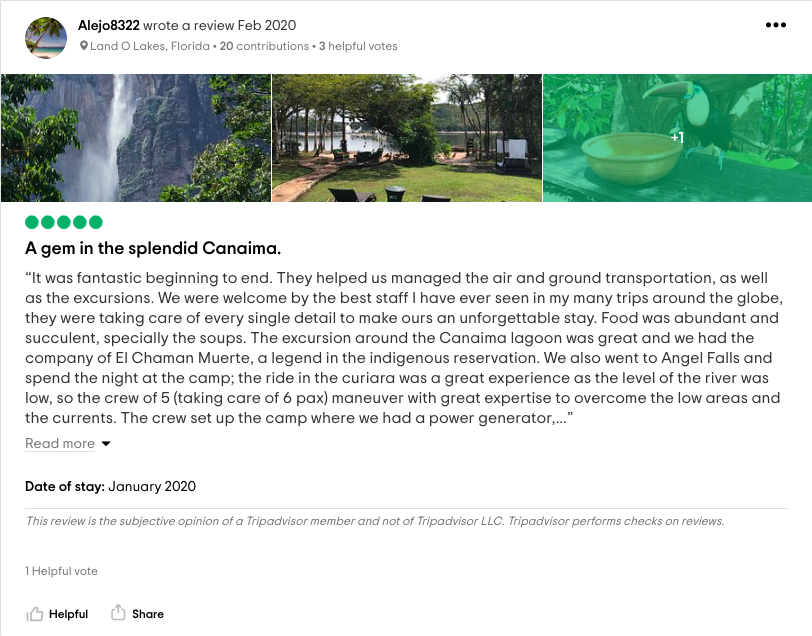 Alejo8322 wrote a review Feb 2020
Land O Lakes, Florida • 20 contributions • 3 helpful votes
+1
A gem in the splendid Canaima.
“It was fantastic beginning to end. They helped us managed the air and ground transportation, as well
as the excursions. We were welcome by the best staff I have ever seen in my many trips around the globe,
they were taking care of every single detail to make ours an unforgettable stay. Food was abundant and
succulent, specially the soups. The excursion around the Canaima lagoon was great and we had the
company of El Chaman Muerte, a legend in the indigenous reservation. We also went to Angel Falls and
spend the night at the camp; the ride in the curiara was a great experience as the level of the river was
low, so the crew of 5 (taking care of 6 pax) maneuver with great expertise to overcome the low areas and
the currents. The crew set up the camp where we had a power generator,...”
Read more
Date of stay: January 2020
This review is the subjective opinion of a Tripadvisor member and not of Tripadvisor LLC. Tripadvisor performs checks on reviews.
1 Helpful vote
Helpful Share